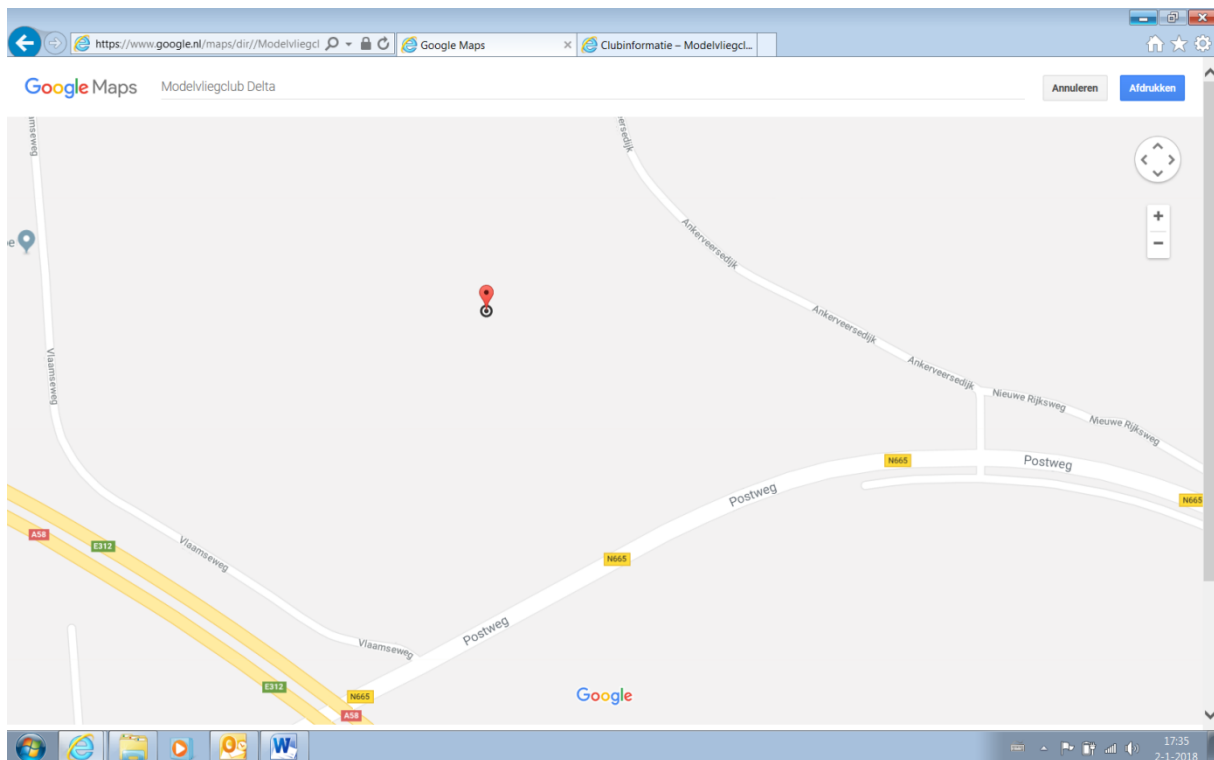 https://www.google.nl/maps/dir//Modelvliegcl
Google Maps
Clubinformatie – Modelvliegcl...
Google Maps
Modelvliegclub Delta
Annuleren
Afdrukken
amseweg
ersedijk
Ankerveersedijk
e
Ankerveersedijk
Vlaamseweg
Ankerveersedijk
Nieuwe Rijksweg
Nieuwe Rijksweg
N665
Postweg
Postweg
N665
A58
E312
Vlaamseweg
N665
Postweg
Vlaamseweg
E312
N665
A58
Google
17:35
2-1-2018